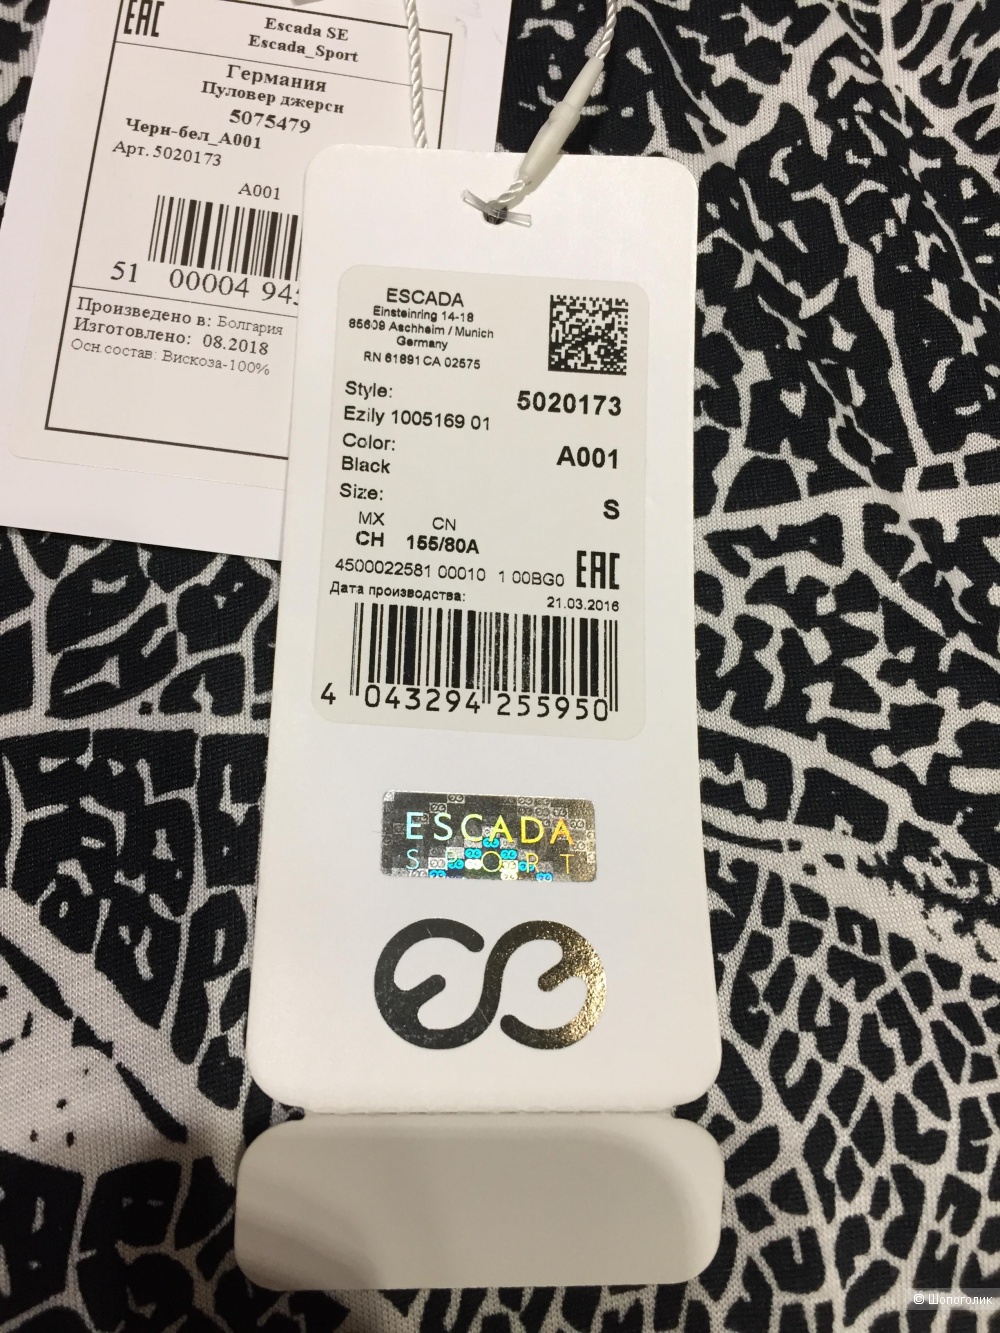 EAC
Escada SE
Escada_Sport
Германия
Пуловер джерси
5075479
Черн-бел_A001
Арт. 5020173
A001
51 00004 94
Произведено в: Болгария
Изготовлено: 08.2018
Осн.состав: Вискоза-100%
ESCADA
Einsteinring 14-18
85609 Aschheim / Munich
Germany
RN 61891 CA 02575
Style: 5020173
Ezily 1005169 01
Color: A001
Black
Size: S
MX CN
CH 155/80A
4500022581 00010 1 00BG0 EAC
Дата производства: 21.03.2016
4 043294 255950
ESCADA
SPORT
© Шопоголик